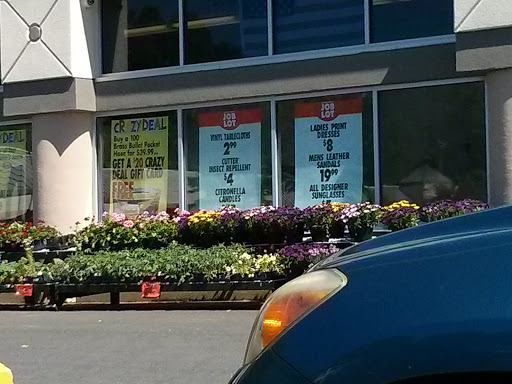 DEAL
CRAZY DEAL
Buy a 100'
Brass Bullet Pocket
Hose for $39.99...
GET A $20 CRAZY
DEAL GIFT CARD
FREE
JOB
LOT
VINYL TABLECLOTHS
2.99
CUTTER
INSECT REPELLENT
$4
CITRONELLA
CANDLES
JOB
LOT
LADIES PRINT
DRESSES
$8
MENS LEATHER
SANDALS
19.99
ALL DESIGNER
SUNGLASSES